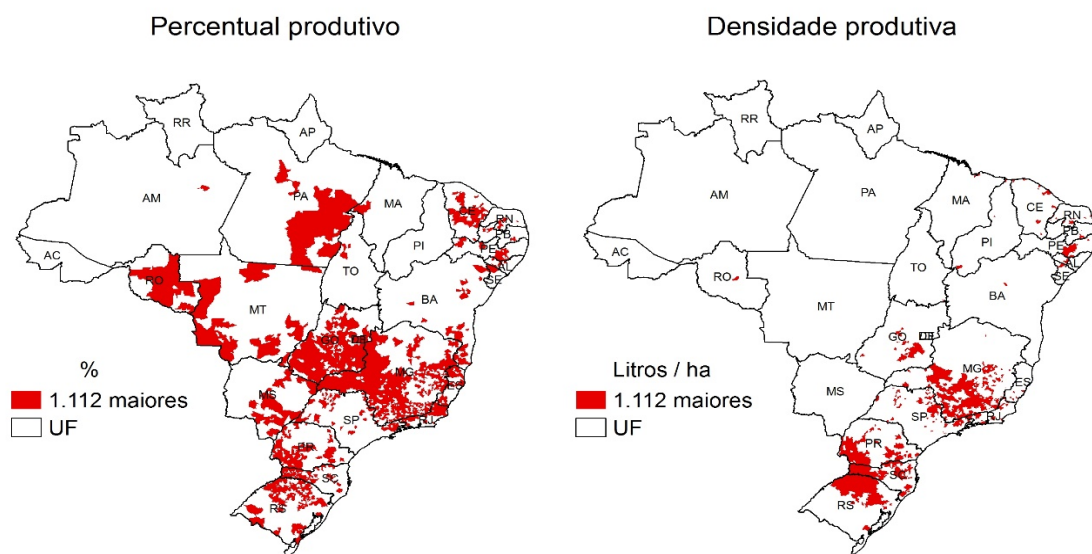 Percentual produtivo
RR
AP
AM
PA
MA
CE
RN
PB
PE
AL
SE
PI
AC
RO
TO
BA
MT
GO
DF
MG
ES
MS
SP
RJ
PR
SC
RS
%
1.112 maiores
UF
Densidade produtiva
RR
AP
AM
PA
MA
CE
RN
PB
PE
AL
SE
PI
AC
RO
TO
BA
MT
GO
DF
MG
ES
MS
SP
RJ
PR
SC
RS
Litros / ha
1.112 maiores
UF